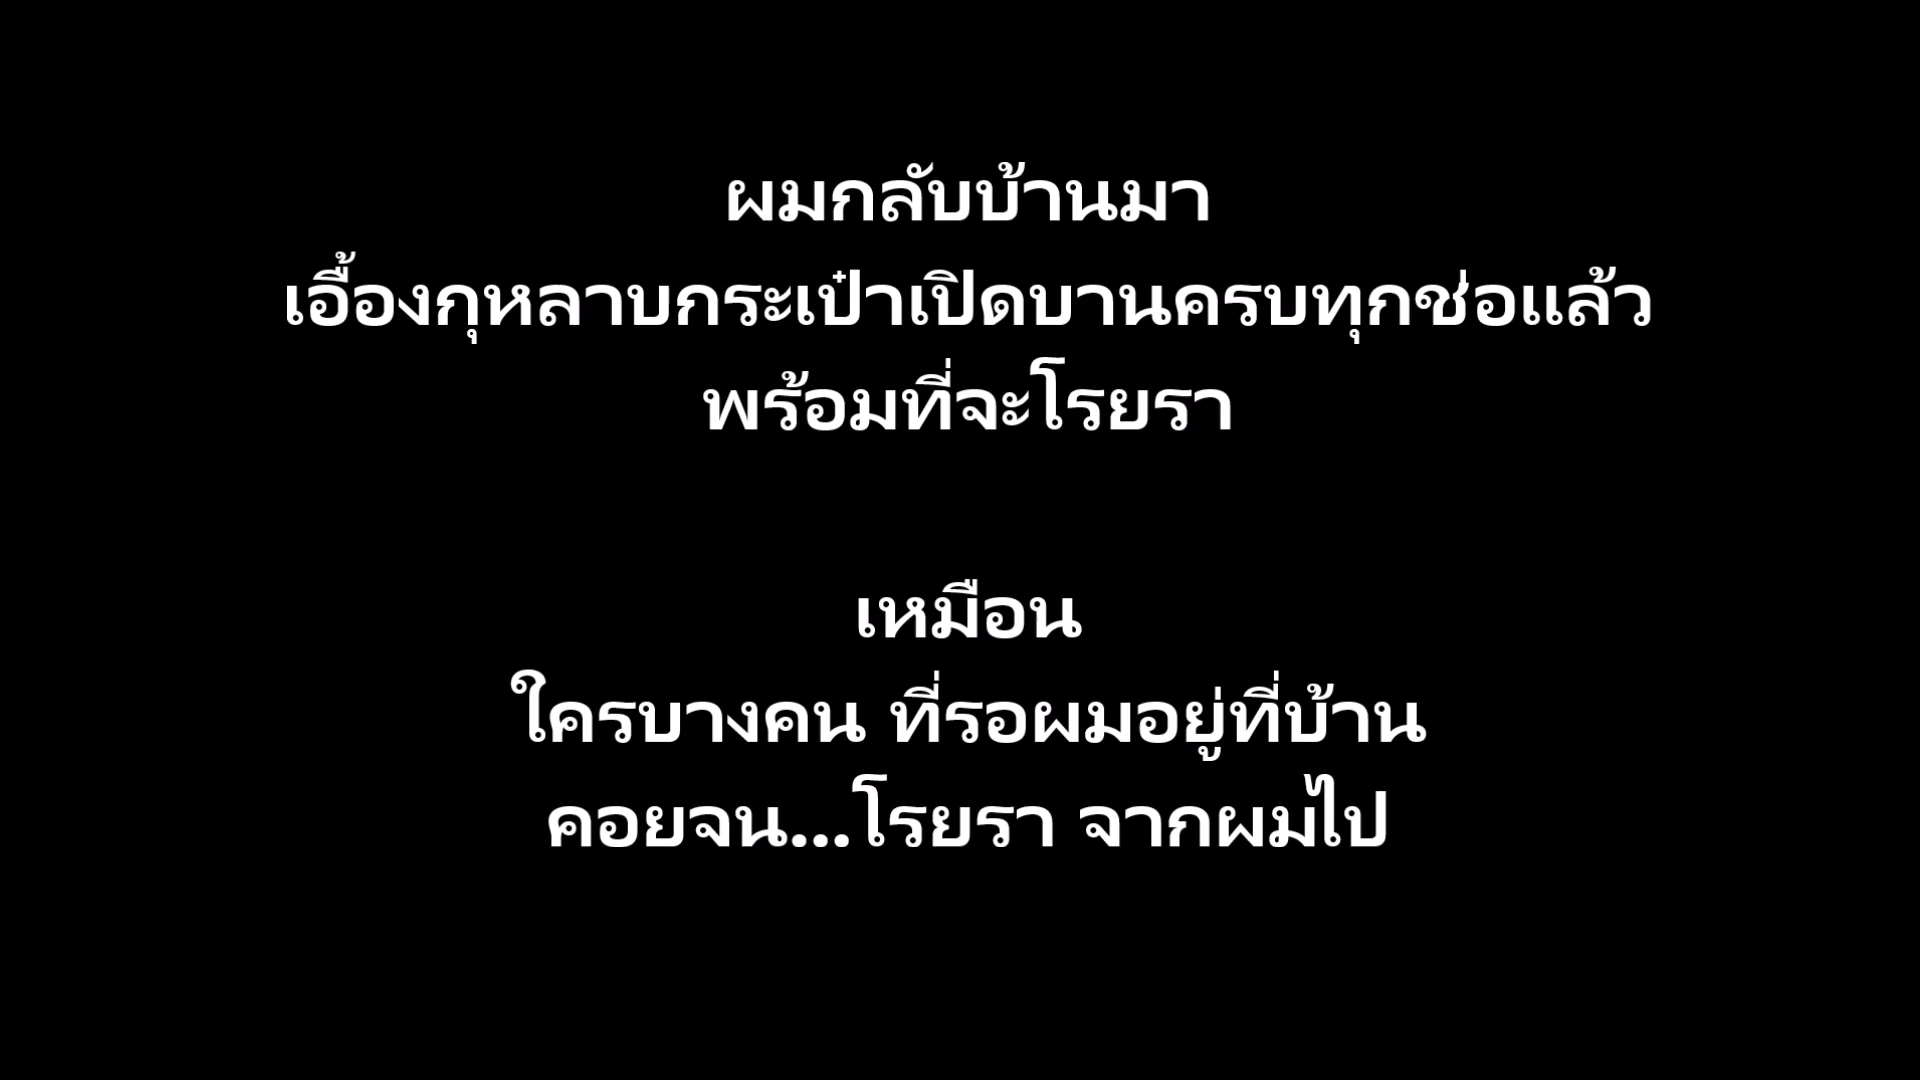 ผมกลับบ้านมา
เอื้องกุหลาบกระเป๋าเปิดบานครบทุกช่อแล้ว
พร้อมที่จะโรยรา
เหมือน
ใครบางคน ที่รอผมอยู่ที่บ้าน
คอยจน...โรยรา จากผมไป